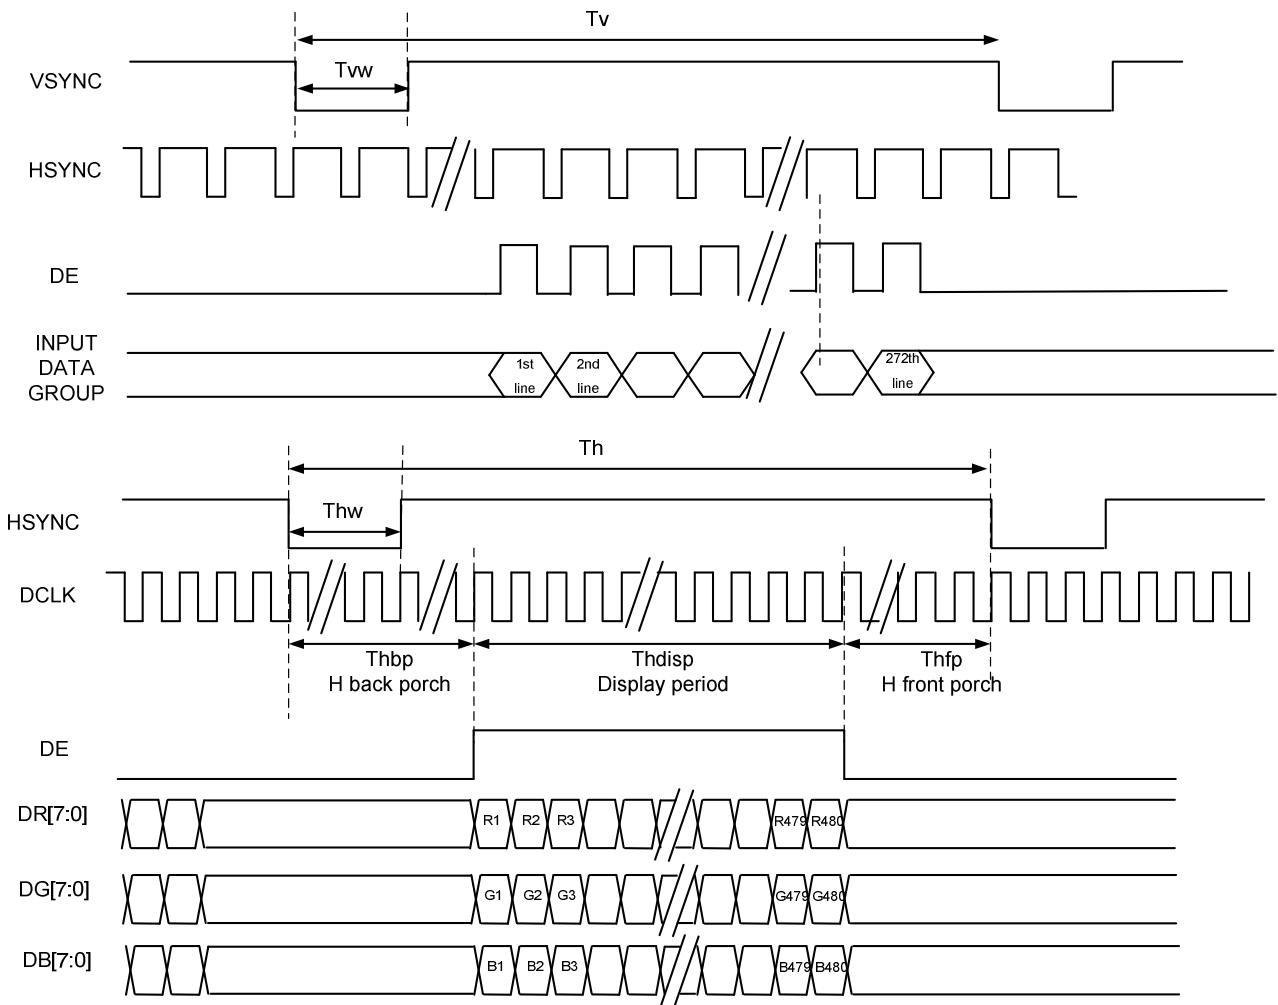 Tv
VSYNC
Tvw
HSYNC
DE
INPUT
DATA
GROUP
1st
line
2nd
line
272th
line
Th
HSYNC
Thw
DCLK
Thbp
H back porch
Thdisp
Display period
Thfp
H front porch
DE
DR[7:0]
R1 R2 R3 R479 R480
DG[7:0]
G1 G2 G3 G479 G480
DB[7:0]
B1 B2 B3 B479 B480